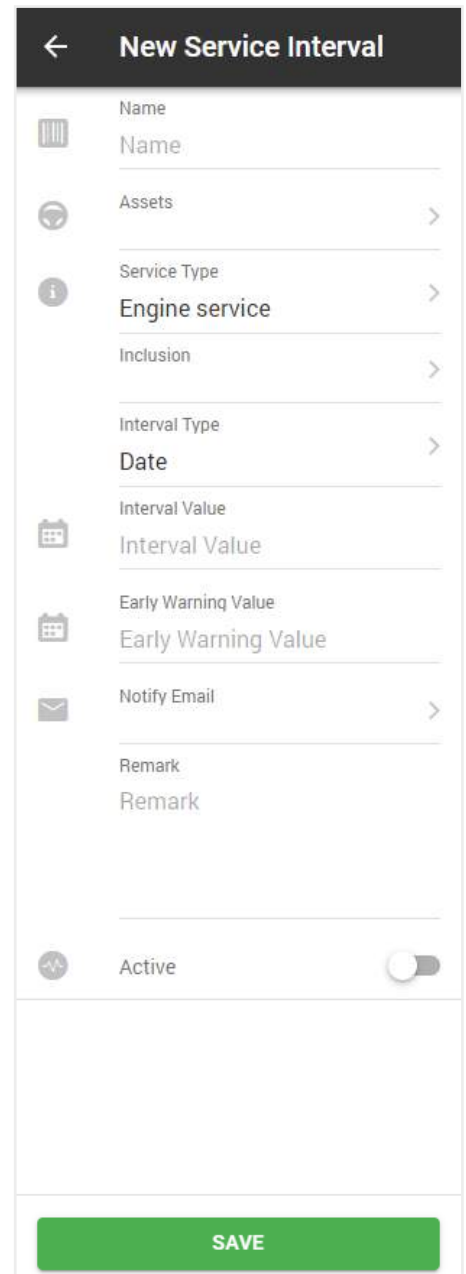 New Service Interval
Name
Name
Assets
Service Type
Engine service
Inclusion
Interval Type
Date
Interval Value
Interval Value
Early Warning Value
Early Warning Value
Notify Email
Remark
Remark
Active
SAVE